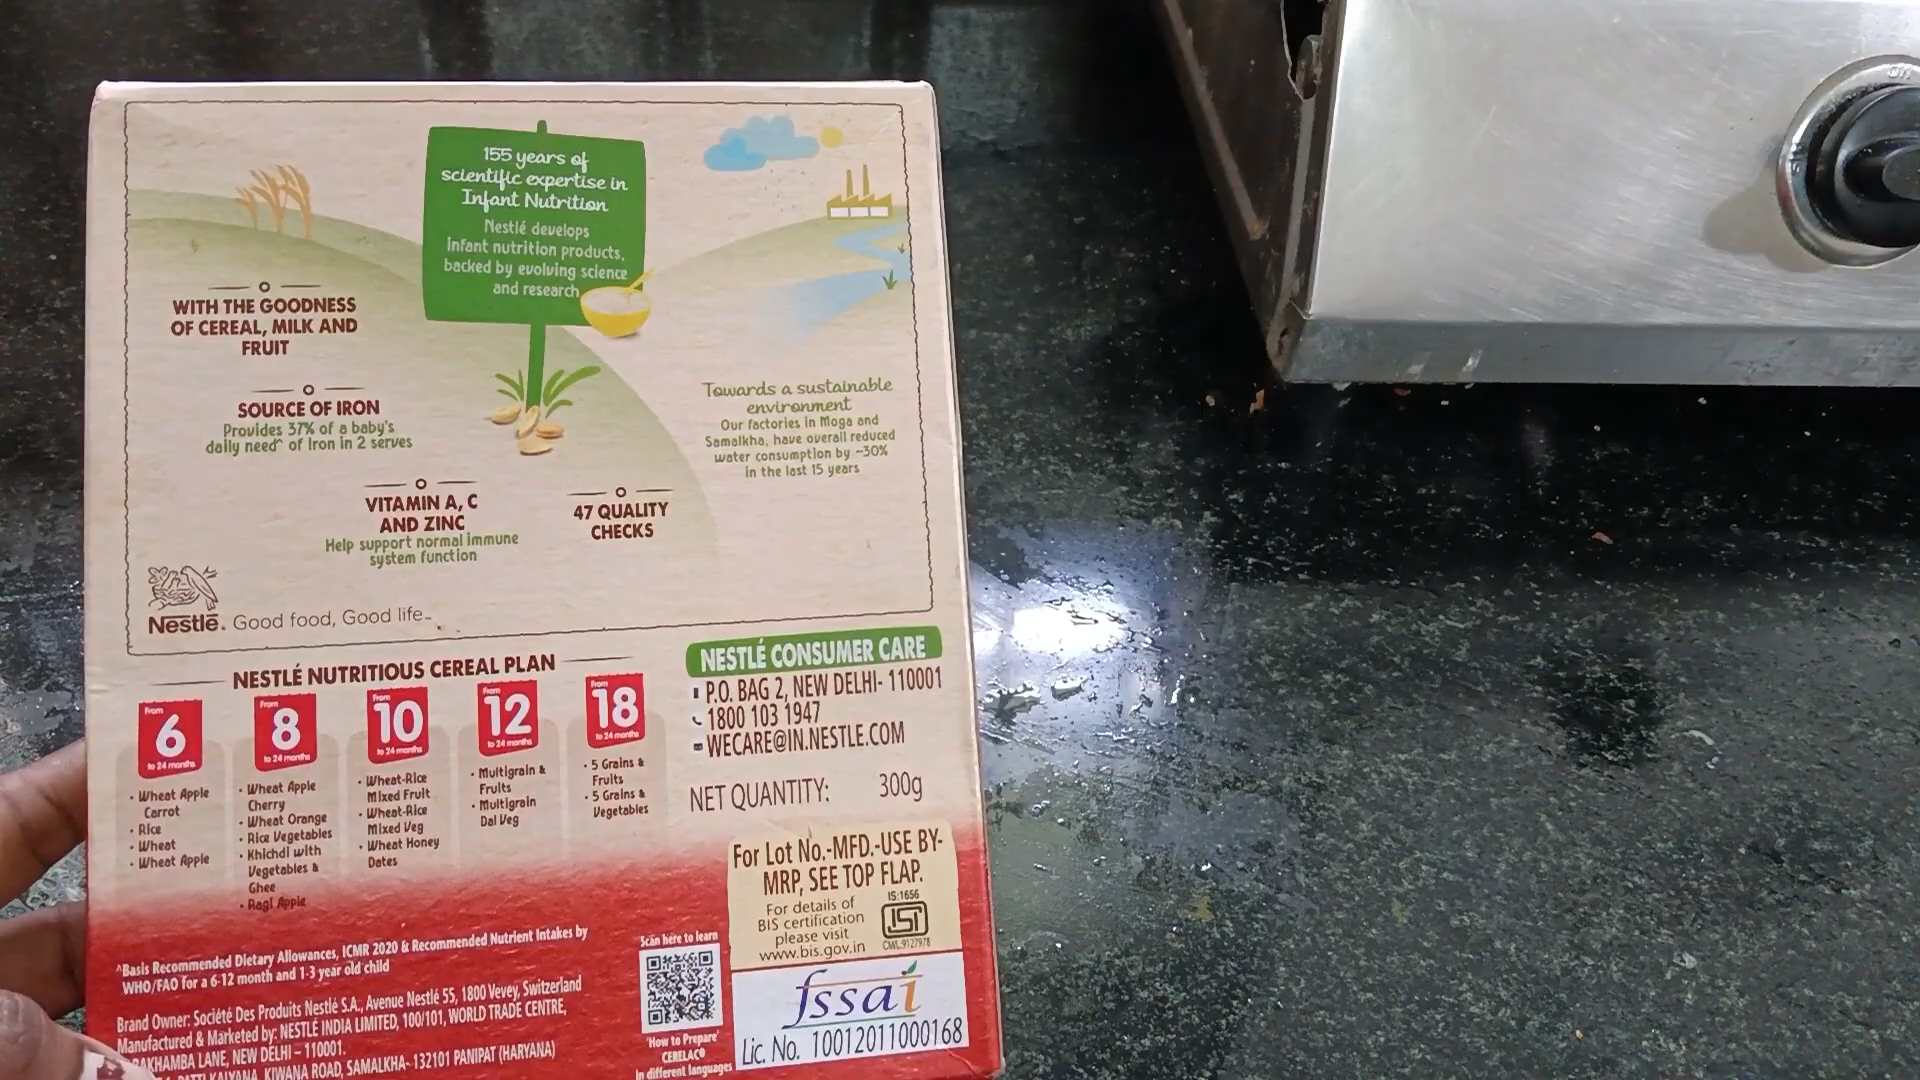 155 years of
scientific expertise in
Infant Nutrition
Nestlé develops
infant nutrition products,
backed by evolving science
and research
WITH THE GOODNESS
OF CEREAL, MILK AND
FRUIT
SOURCE OF IRON
Provides 37% of a baby's
daily need^ of Iron in 2 serves
VITAMIN A, C
AND ZINC
Help support normal immune
system function
47 QUALITY
CHECKS
Towards a sustainable
environment
Our factories in Moga and
Samalkha, have overall reduced
water consumption by ~30%
in the last 15 years
Nestlé. Good food, Good life
NESTLÉ NUTRITIOUS CEREAL PLAN
From
6
to 24 months
• Wheat Apple
Carrot
• Rice
• Wheat
• Wheat Apple
From
8
to 24 months
• Wheat Apple
Cherry
• Wheat Orange
• Rice Vegetables
• Khichdi with
Vegetables &
Ghee
• Ragi Apple
From
10
to 24 months
• Wheat-Rice
Mixed Fruit
• Wheat-Rice
Mixed Veg
• Wheat Honey
Dates
From
12
to 24 months
• Multigrain &
Fruits
• Multigrain
Dal Veg
From
18
to 24 months
• 5 Grains &
Fruits
• 5 Grains &
Vegetables
NESTLÉ CONSUMER CARE
P.O. BAG 2, NEW DELHI- 110001
1800 103 1947
WECARE@IN.NESTLE.COM
NET QUANTITY: 300g
For Lot No.-MFD.-USE BY-
MRP, SEE TOP FLAP.
For details of
BIS certification
please visit
www.bis.gov.in
IS:1656
ISI
CM/L:9127978
fssai
Lic. No. 10012011000168
Scan here to learn
'How to Prepare'
CERELAC®
in different languages
^Basis Recommended Dietary Allowances, ICMR 2020 & Recommended Nutrient Intakes by
WHO/FAO for a 6-12 month and 1-3 year old child
Brand Owner: Société Des Produits Nestlé S.A., Avenue Nestlé 55, 1800 Vevey, Switzerland
Manufactured & Marketed by: NESTLÉ INDIA LIMITED, 100/101, WORLD TRADE CENTRE,
LANE, NEW DELHI – 110001.
KIWANA ROAD, SAMALKHA- 132101 PANIPAT (HARYANA)
ON